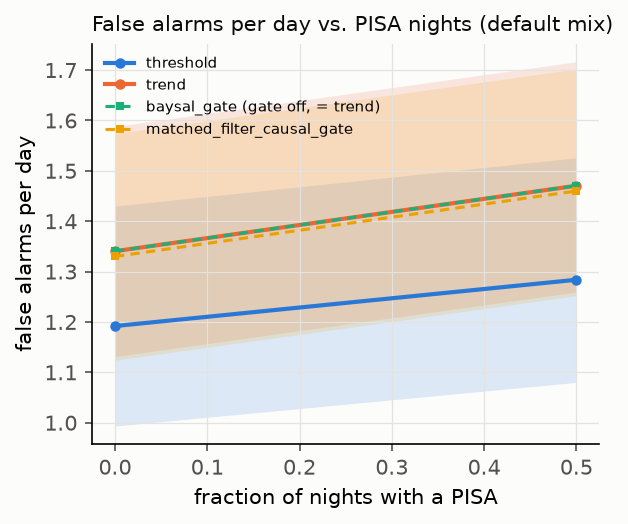 False alarms per day vs. PISA nights (default mix)
threshold
trend
baysal_gate (gate off, = trend)
matched_filter_causal_gate
false alarms per day
1.7
1.6
1.5
1.4
1.3
1.2
1.1
1.0
0.0 0.1 0.2 0.3 0.4 0.5
fraction of nights with a PISA